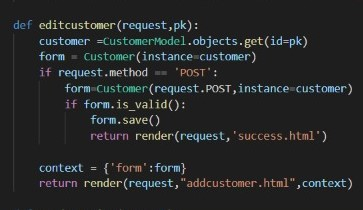 def editcustomer(request,pk):
    customer =CustomerModel.objects.get(id=pk)
    form = Customer(instance=customer)
    if request.method == 'POST':
        form=Customer(request.POST,instance=customer)
        if form.is_valid():
            form.save()
            return render(request,'success.html')

    context = {'form':form}
    return render(request,"addcustomer.html",context)